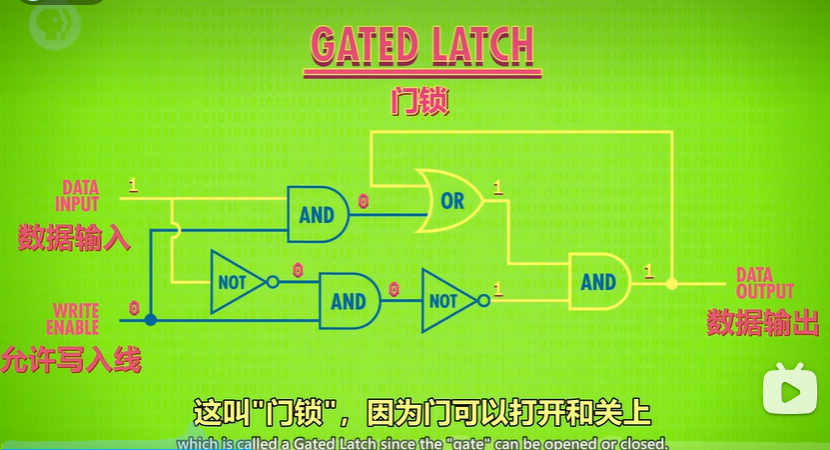 GATED LATCH
门锁
DATA
INPUT
数据输入
1
AND
0
OR
1
NOT
0
AND
0
NOT
1
AND
1
DATA
OUTPUT
数据输出
WRITE
ENABLE
0
允许写入线
这叫"门锁"，因为门可以打开和关上
which is called a Gated Latch since the "gate" can be opened or closed.